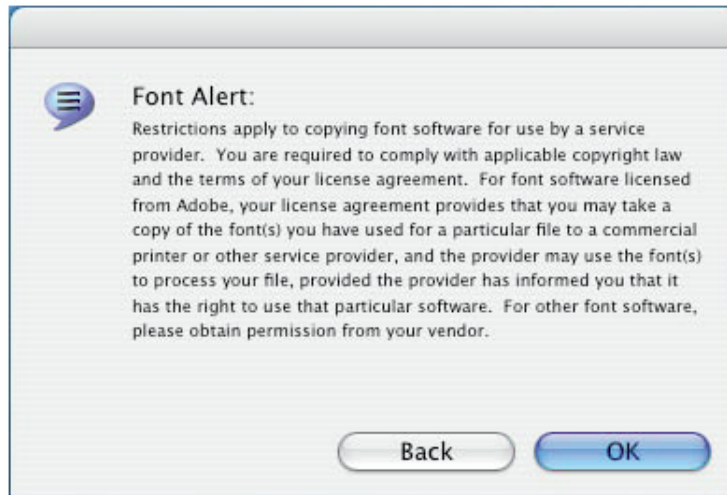 Font Alert:
Restrictions apply to copying font software for use by a service
provider.  You are required to comply with applicable copyright law
and the terms of your license agreement.  For font software licensed
from Adobe, your license agreement provides that you may take a
copy of the font(s) you have used for a particular file to a commercial
printer or other service provider, and the provider may use the font(s)
to process your file, provided the provider has informed you that it
has the right to use that particular software.  For other font software,
please obtain permission from your vendor.
Back OK